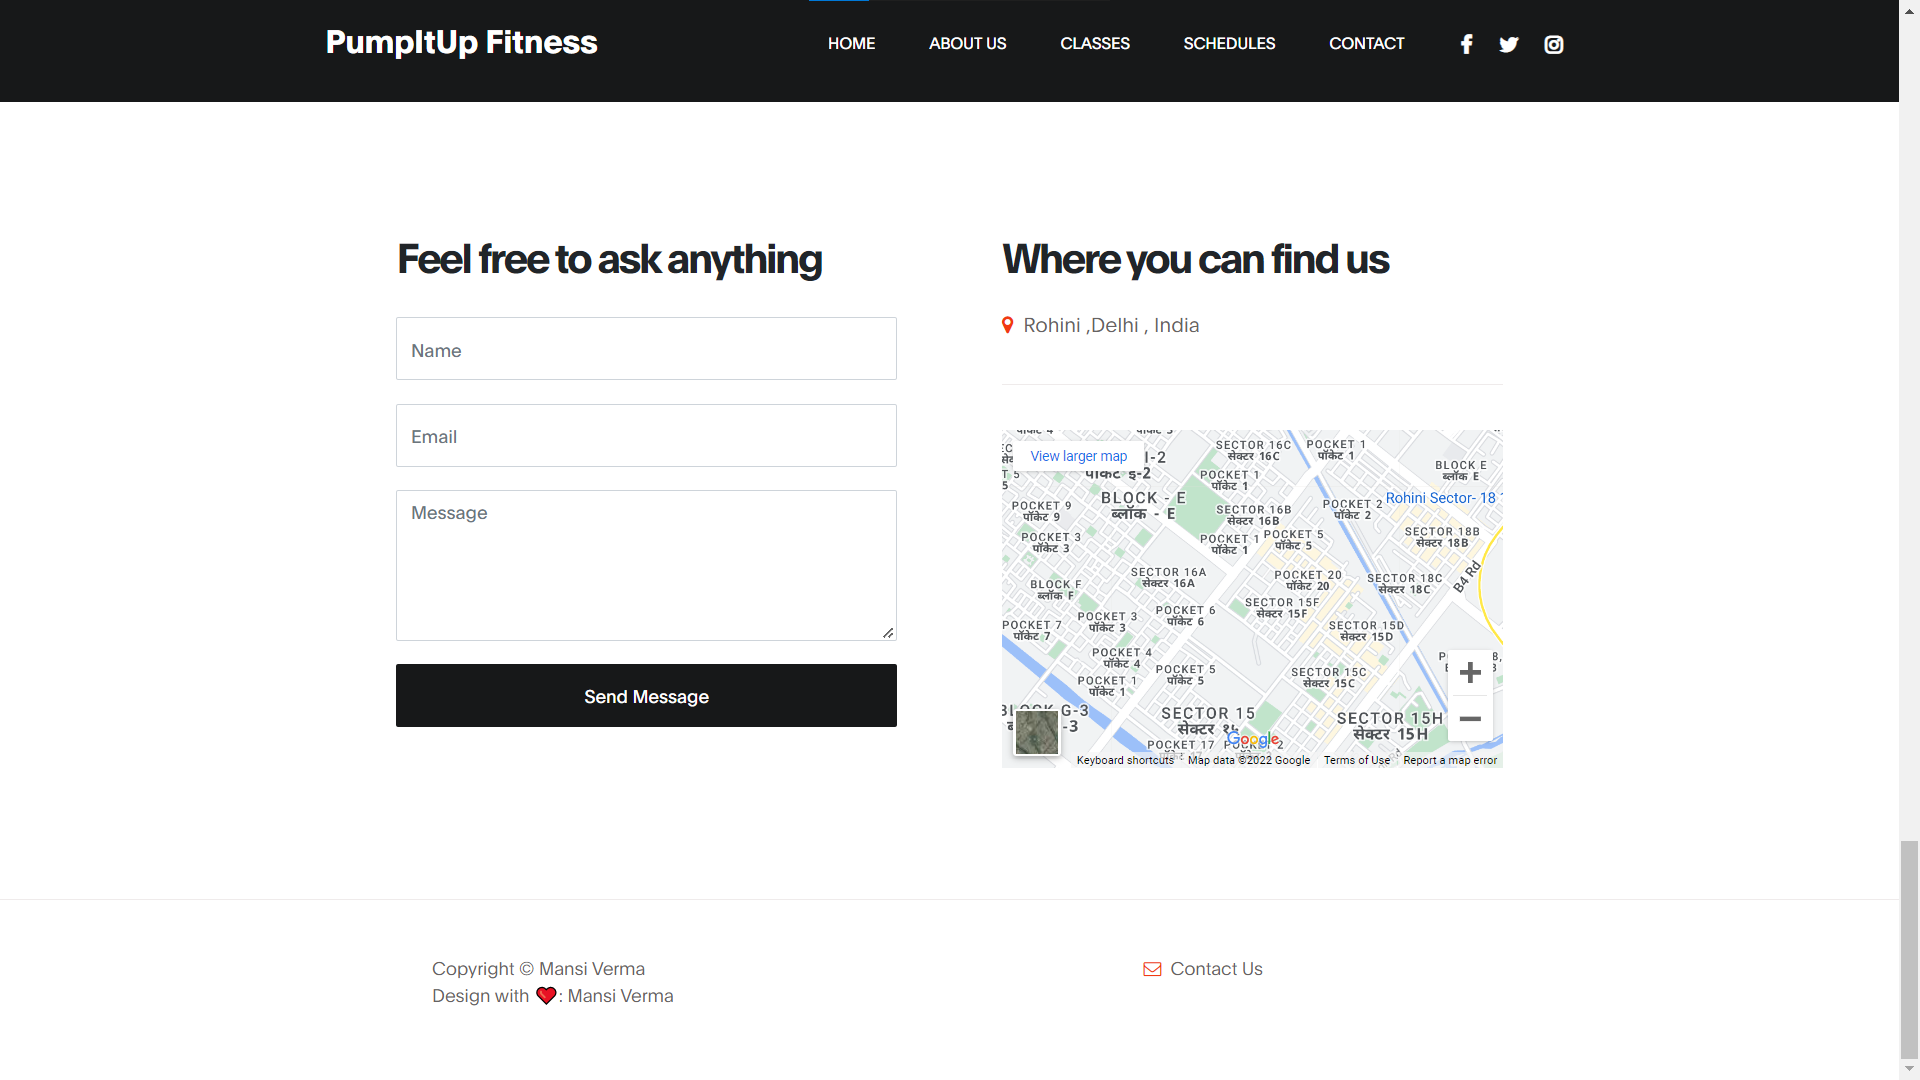 PumpItUp Fitness
HOME
ABOUT US
CLASSES
SCHEDULES
CONTACT
Feel free to ask anything
Name
Email
Message
Send Message
Where you can find us
Rohini ,Delhi , India
View larger map
पॉकेट इ-2
SECTOR 16C
सेक्टर 16C
POCKET 1
पॉकेट 1
BLOCK E
ब्लॉक E
POCKET 1
पॉकेट 1
BLOCK - E
ब्लॉक - E
Rohini Sector- 18
POCKET 9
पॉकेट 9
SECTOR 16B
सेक्टर 16B
POCKET 2
पॉकेट 2
POCKET 3
पॉकेट 3
POCKET 1
पॉकेट 1
POCKET 5
पॉकेट 5
SECTOR 18B
सेक्टर 18B
SECTOR 16A
सेक्टर 16A
POCKET 20
पॉकेट 20
SECTOR 18C
सेक्टर 18C
B4 Rd
BLOCK F
ब्लॉक F
SECTOR 15F
सेक्टर 15F
POCKET 3
पॉकेट 3
POCKET 6
पॉकेट 6
POCKET 7
पॉकेट 7
SECTOR 15D
सेक्टर 15D
POCKET 4
पॉकेट 4
POCKET 5
पॉकेट 5
SECTOR 15C
सेक्टर 15C
POCKET 1
पॉकेट 1
G-3
SECTOR 15
सेक्टर १५
SECTOR 15H
सेक्टर 15H
POCKET 17
Google
Keyboard shortcuts
Map data ©2022 Google
Terms of Use
Report a map error
Copyright © Mansi Verma
Design with ❤ : Mansi Verma
Contact Us